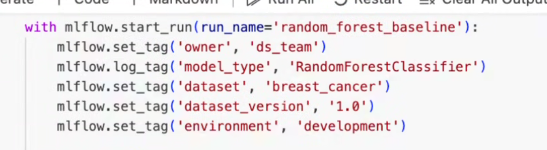 Markdown
Run All
Restart
Clear All Output
with mlflow.start_run(run_name='random_forest_baseline'):
    mlflow.set_tag('owner', 'ds_team')
    mlflow.log_tag('model_type', 'RandomForestClassifier')
    mlflow.set_tag('dataset', 'breast_cancer')
    mlflow.set_tag('dataset_version', '1.0')
    mlflow.set_tag('environment', 'development')